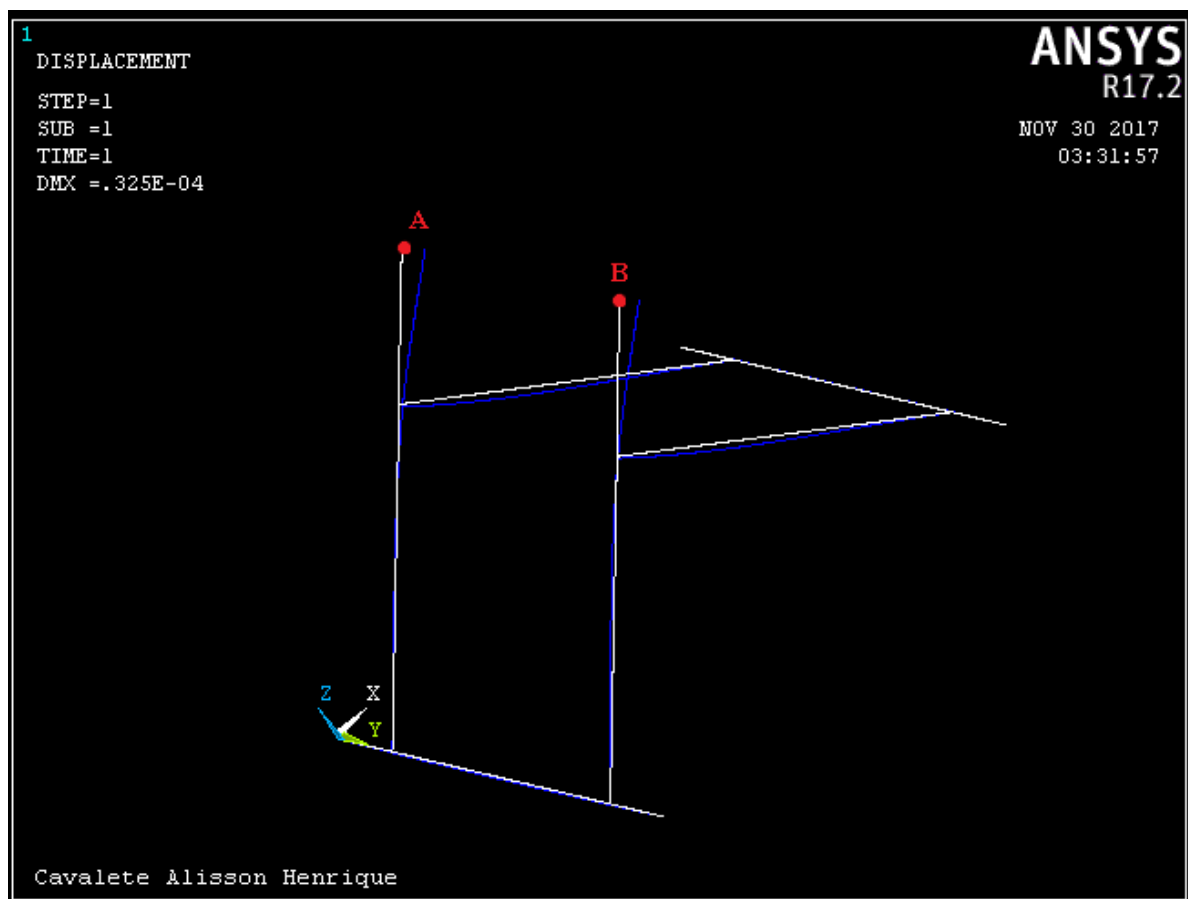 1
DISPLACEMENT
STEP=1
SUB =1
TIME=1
DMX =.325E-04
ANSYS
R17.2
NOV 30 2017
03:31:57
A
B
Z
X
Y
Cavalete Alisson Henrique